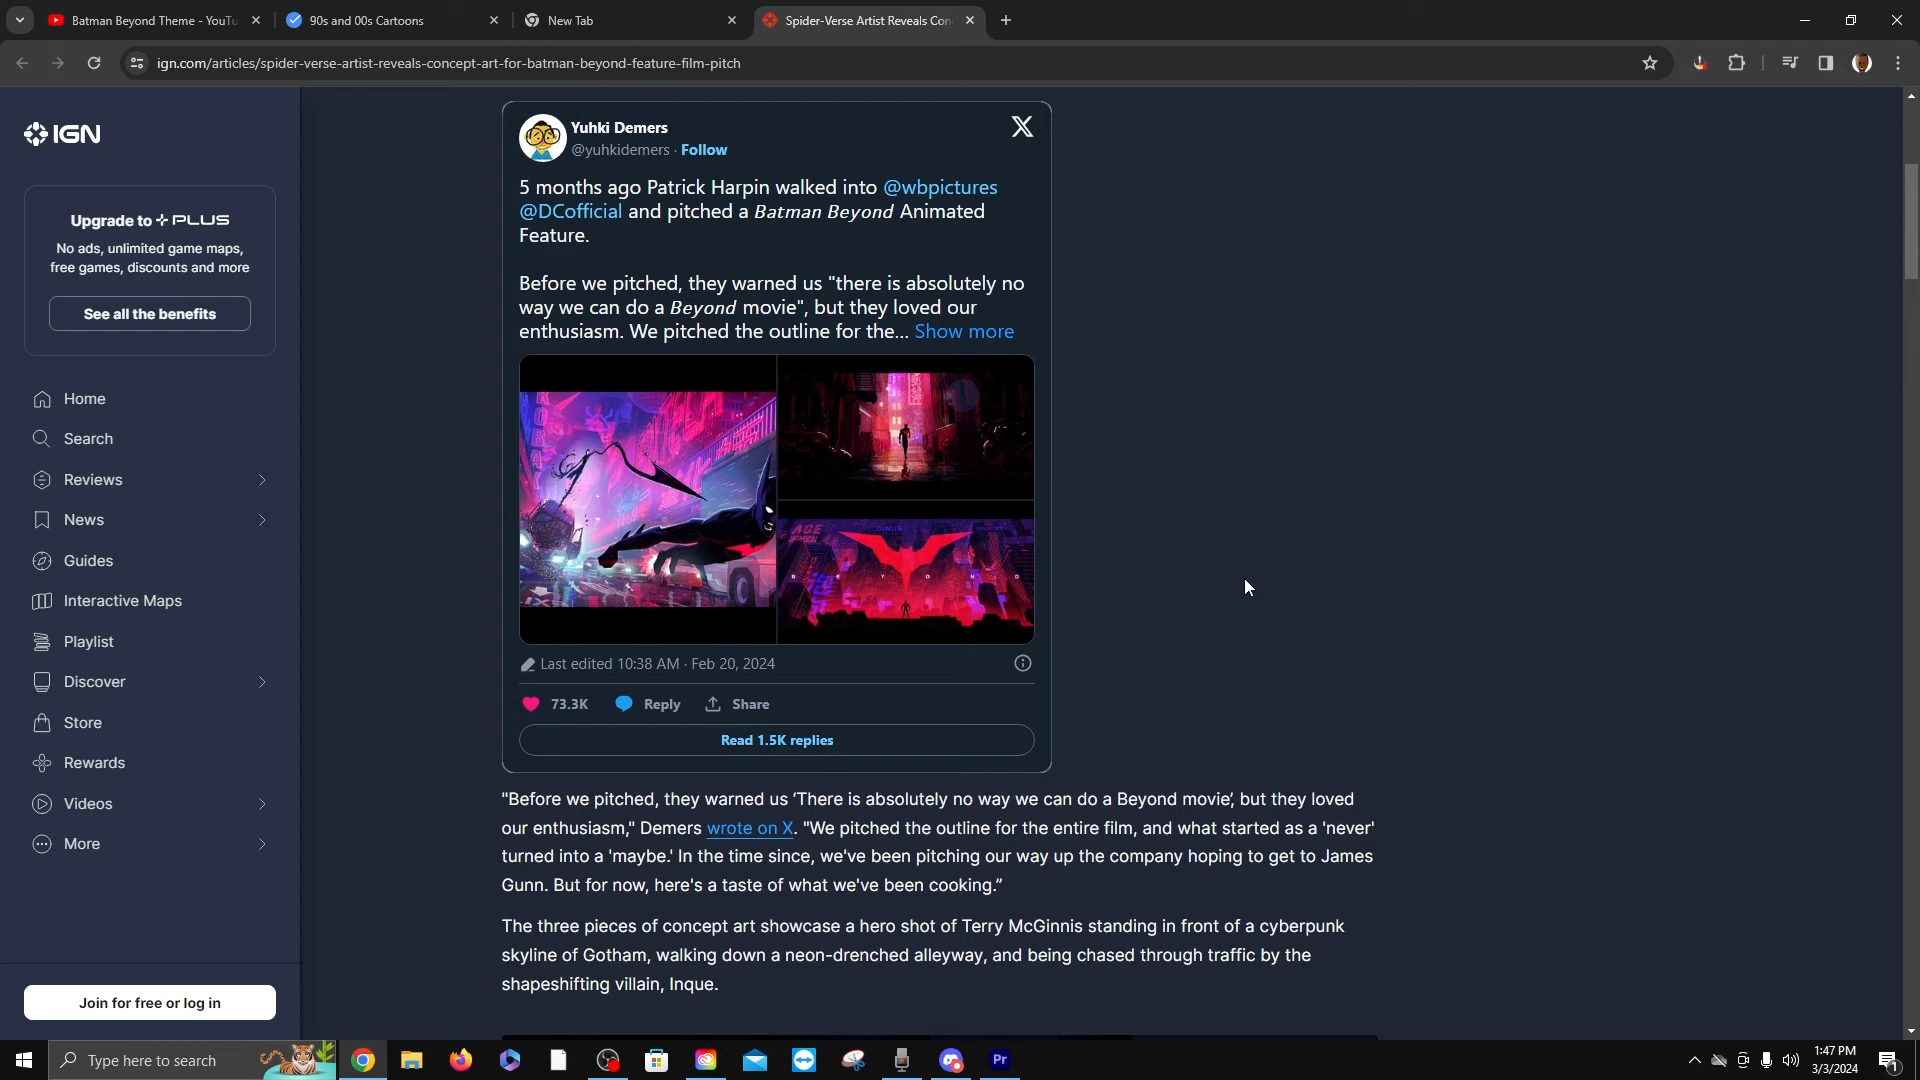 Batman Beyond Theme - YouTu
90s and 00s Cartoons
New Tab
Spider-Verse Artist Reveals Con
ign.com/articles/spider-verse-artist-reveals-concept-art-for-batman-beyond-feature-film-pitch
IGN
Upgrade to PLUS
No ads, unlimited game maps,
free games, discounts and more
See all the benefits
Home
Search
Reviews
News
Guides
Interactive Maps
Playlist
Discover
Store
Rewards
Videos
More
Join for free or log in
Yuhki Demers
@yuhkidemers · Follow
5 months ago Patrick Harpin walked into @wbpictures
@DCofficial and pitched a Batman Beyond Animated
Feature.
Before we pitched, they warned us "there is absolutely no
way we can do a Beyond movie", but they loved our
enthusiasm. We pitched the outline for the... Show more
B E Y O N D
Last edited 10:38 AM · Feb 20, 2024
73.3K Reply Share
Read 1.5K replies
"Before we pitched, they warned us ‘There is absolutely no way we can do a Beyond movie’, but they loved
our enthusiasm," Demers wrote on X. "We pitched the outline for the entire film, and what started as a 'never'
turned into a 'maybe.' In the time since, we've been pitching our way up the company hoping to get to James
Gunn. But for now, here's a taste of what we've been cooking.”
The three pieces of concept art showcase a hero shot of Terry McGinnis standing in front of a cyberpunk
skyline of Gotham, walking down a neon-drenched alleyway, and being chased through traffic by the
shapeshifting villain, Inque.
Type here to search
Pr
1:47 PM
3/3/2024
1